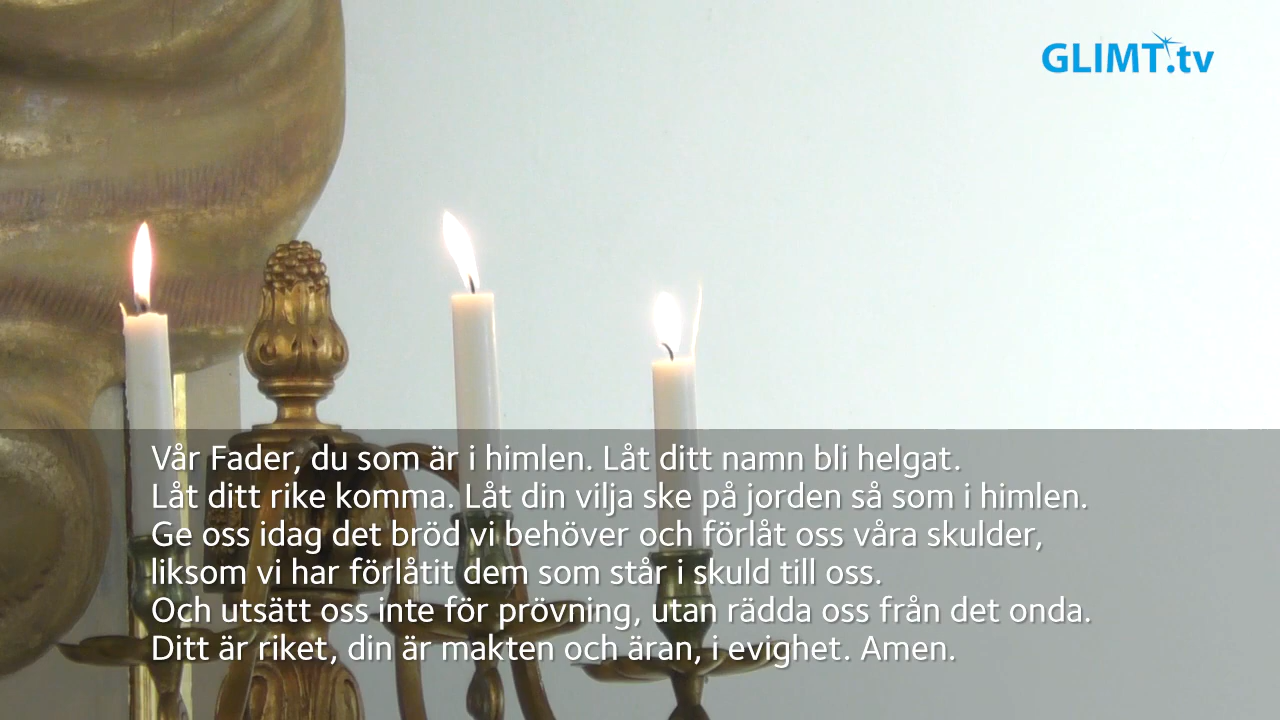 GLIMT.tv
Vår Fader, du som är i himlen. Låt ditt namn bli helgat.
Låt ditt rike komma. Låt din vilja ske på jorden så som i himlen.
Ge oss idag det bröd vi behöver och förlåt oss våra skulder,
liksom vi har förlåtit dem som står i skuld till oss.
Och utsätt oss inte för prövning, utan rädda oss från det onda.
Ditt är riket, din är makten och äran, i evighet. Amen.